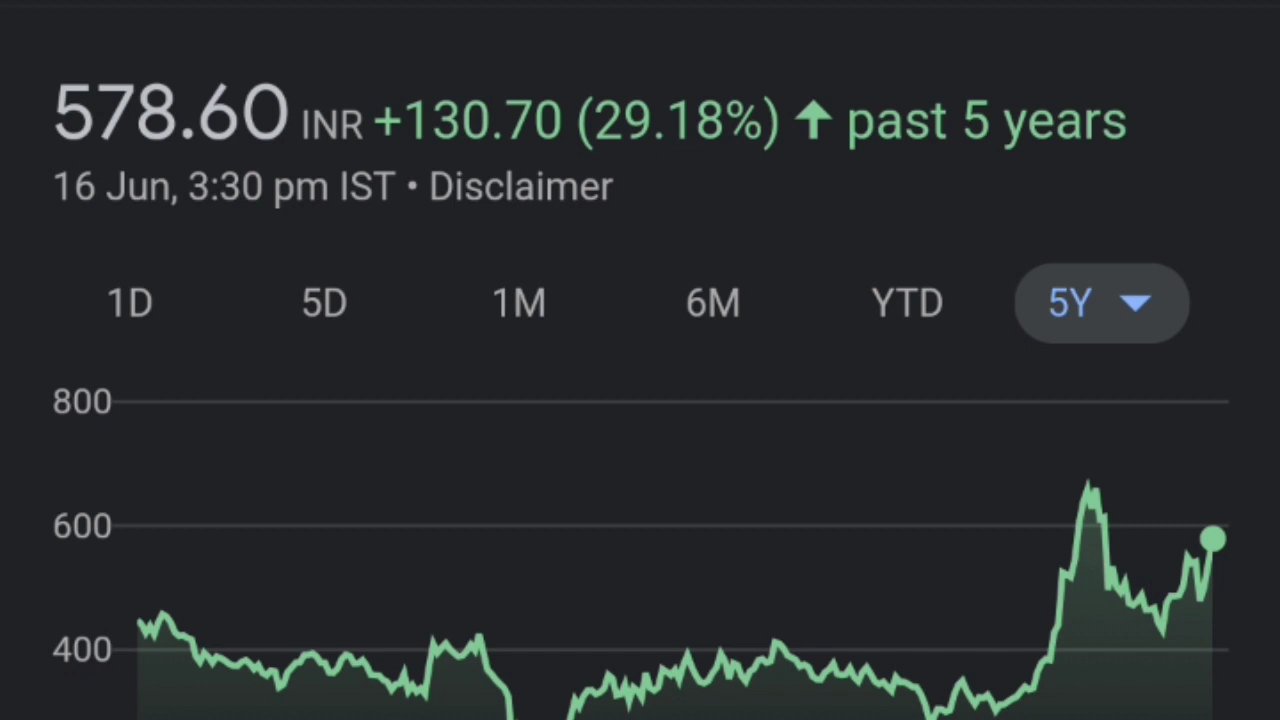 578.60 INR +130.70 (29.18%) ↑ past 5 years
16 Jun, 3:30 pm IST • Disclaimer
1D 5D 1M 6M YTD 5Y
800
600
400